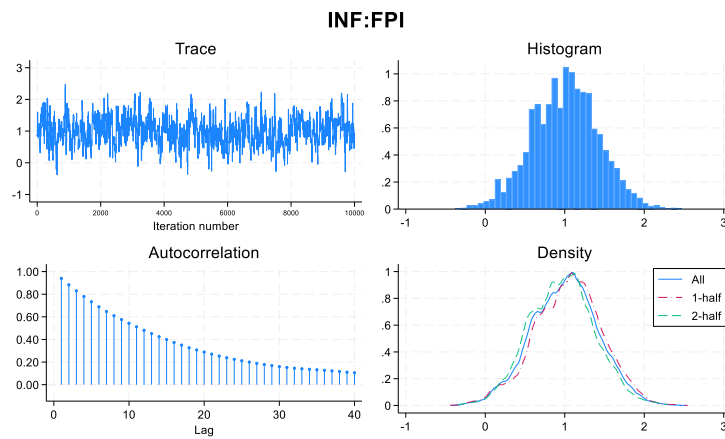 INF:FPI
Trace
3
2
1
0
-1
0 2000 4000 6000 8000 10000
Iteration number
Histogram
1
.8
.6
.4
.2
0
-1 0 1 2 3
Autocorrelation
1.00
0.80
0.60
0.40
0.20
0.00
0 10 20 30 40
Lag
Density
1
.8
.6
.4
.2
0
-1 0 1 2
All
1-half
2-half